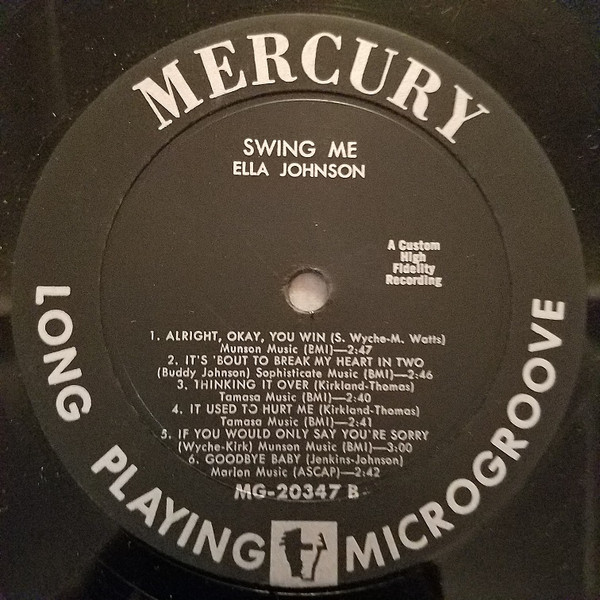 MERCURY
SWING ME
ELLA JOHNSON
A Custom
High
Fidelity
Recording
1. ALRIGHT, OKAY, YOU WIN (S. Wyche-M. Watts)
Munson Music (BMI)—2:47
2. IT'S 'BOUT TO BREAK MY HEART IN TWO
(Buddy Johnson) Sophisticate Music (BMI)—2:46
3. THINKING IT OVER (Kirkland-Thomas)
Tamasa Music (BMI)—2:40
4. IT USED TO HURT ME (Kirkland-Thomas)
Tamasa Music (BMI)—2:41
5. IF YOU WOULD ONLY SAY YOU'RE SORRY
(Wyche-Kirk) Munson Music (BMI)—3:00
6. GOODBYE BABY (Jenkins-Johnson)
Marlon Music (ASCAP)—2:42
MG-20347 B
LONG PLAYING MICROGROOVE